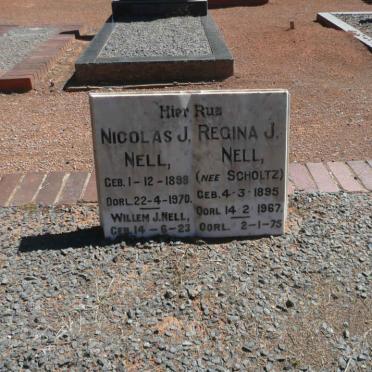 Hier Rus
Nicolas J. Nell,
Geb. 1-12-1898
Oorl. 22-4-1970.
Regina J. Nell,
(nee Scholtz)
Geb. 4-3-1895
Oorl 14-2-1967
Willem J. Nell,
Geb. 14-6-23 Oorl. 2-1-75